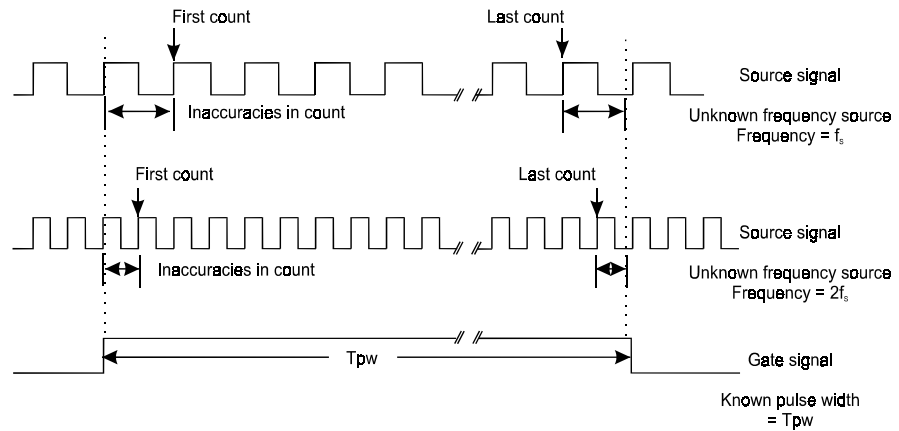 First count
Last count
Source signal
Inaccuracies in count
Unknown frequency source
Frequency = fs
First count
Last count
Source signal
Inaccuracies in count
Unknown frequency source
Frequency = 2fs
Tpw
Gate signal
Known pulse width
= Tpw